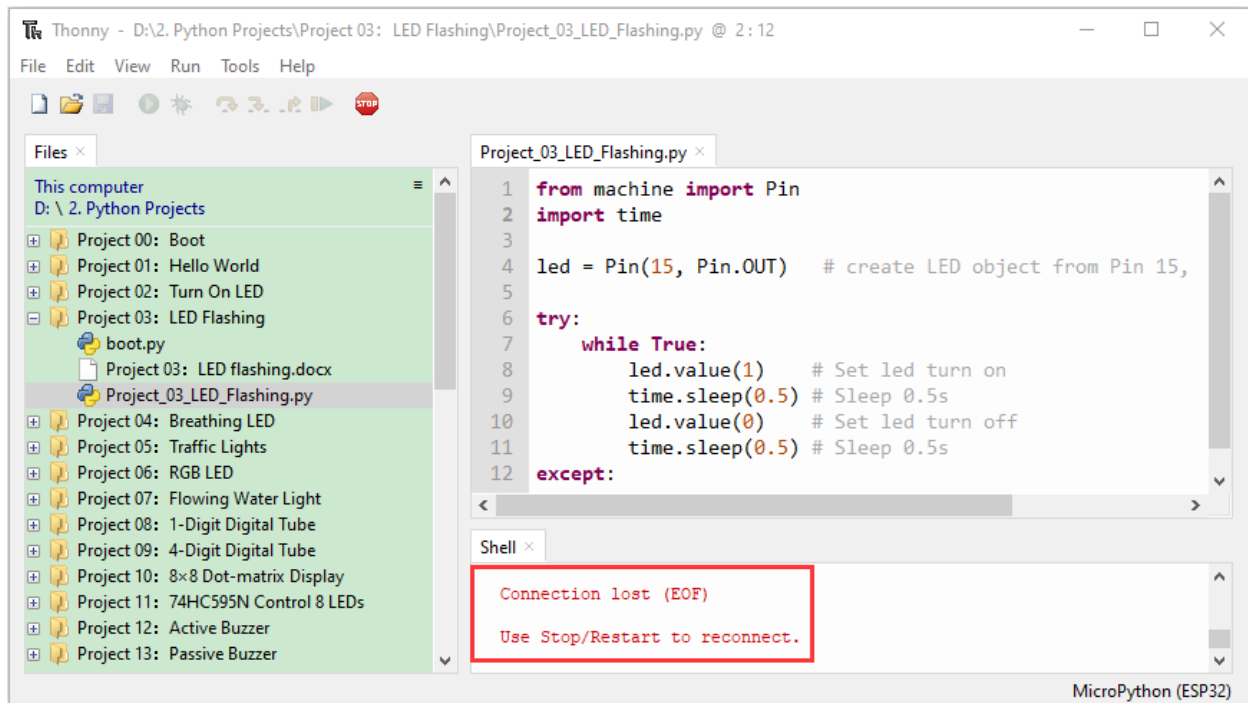 Thonny - D:\2. Python Projects\Project 03: LED Flashing\Project_03_LED_Flashing.py @ 2:12
File Edit View Run Tools Help
STOP
Files
This computer
D: \ 2. Python Projects
Project 00: Boot
Project 01: Hello World
Project 02: Turn On LED
Project 03: LED Flashing
boot.py
Project 03: LED flashing.docx
Project_03_LED_Flashing.py
Project 04: Breathing LED
Project 05: Traffic Lights
Project 06: RGB LED
Project 07: Flowing Water Light
Project 08: 1-Digit Digital Tube
Project 09: 4-Digit Digital Tube
Project 10: 8×8 Dot-matrix Display
Project 11: 74HC595N Control 8 LEDs
Project 12: Active Buzzer
Project 13: Passive Buzzer
Project_03_LED_Flashing.py
1 from machine import Pin
2 import time
3
4 led = Pin(15, Pin.OUT)   # create LED object from Pin 15,
5
6 try:
7     while True:
8         led.value(1)    # Set led turn on
9         time.sleep(0.5) # Sleep 0.5s
10         led.value(0)    # Set led turn off
11         time.sleep(0.5) # Sleep 0.5s
12 except:
Shell
Connection lost (EOF)
Use Stop/Restart to reconnect.
MicroPython (ESP32)